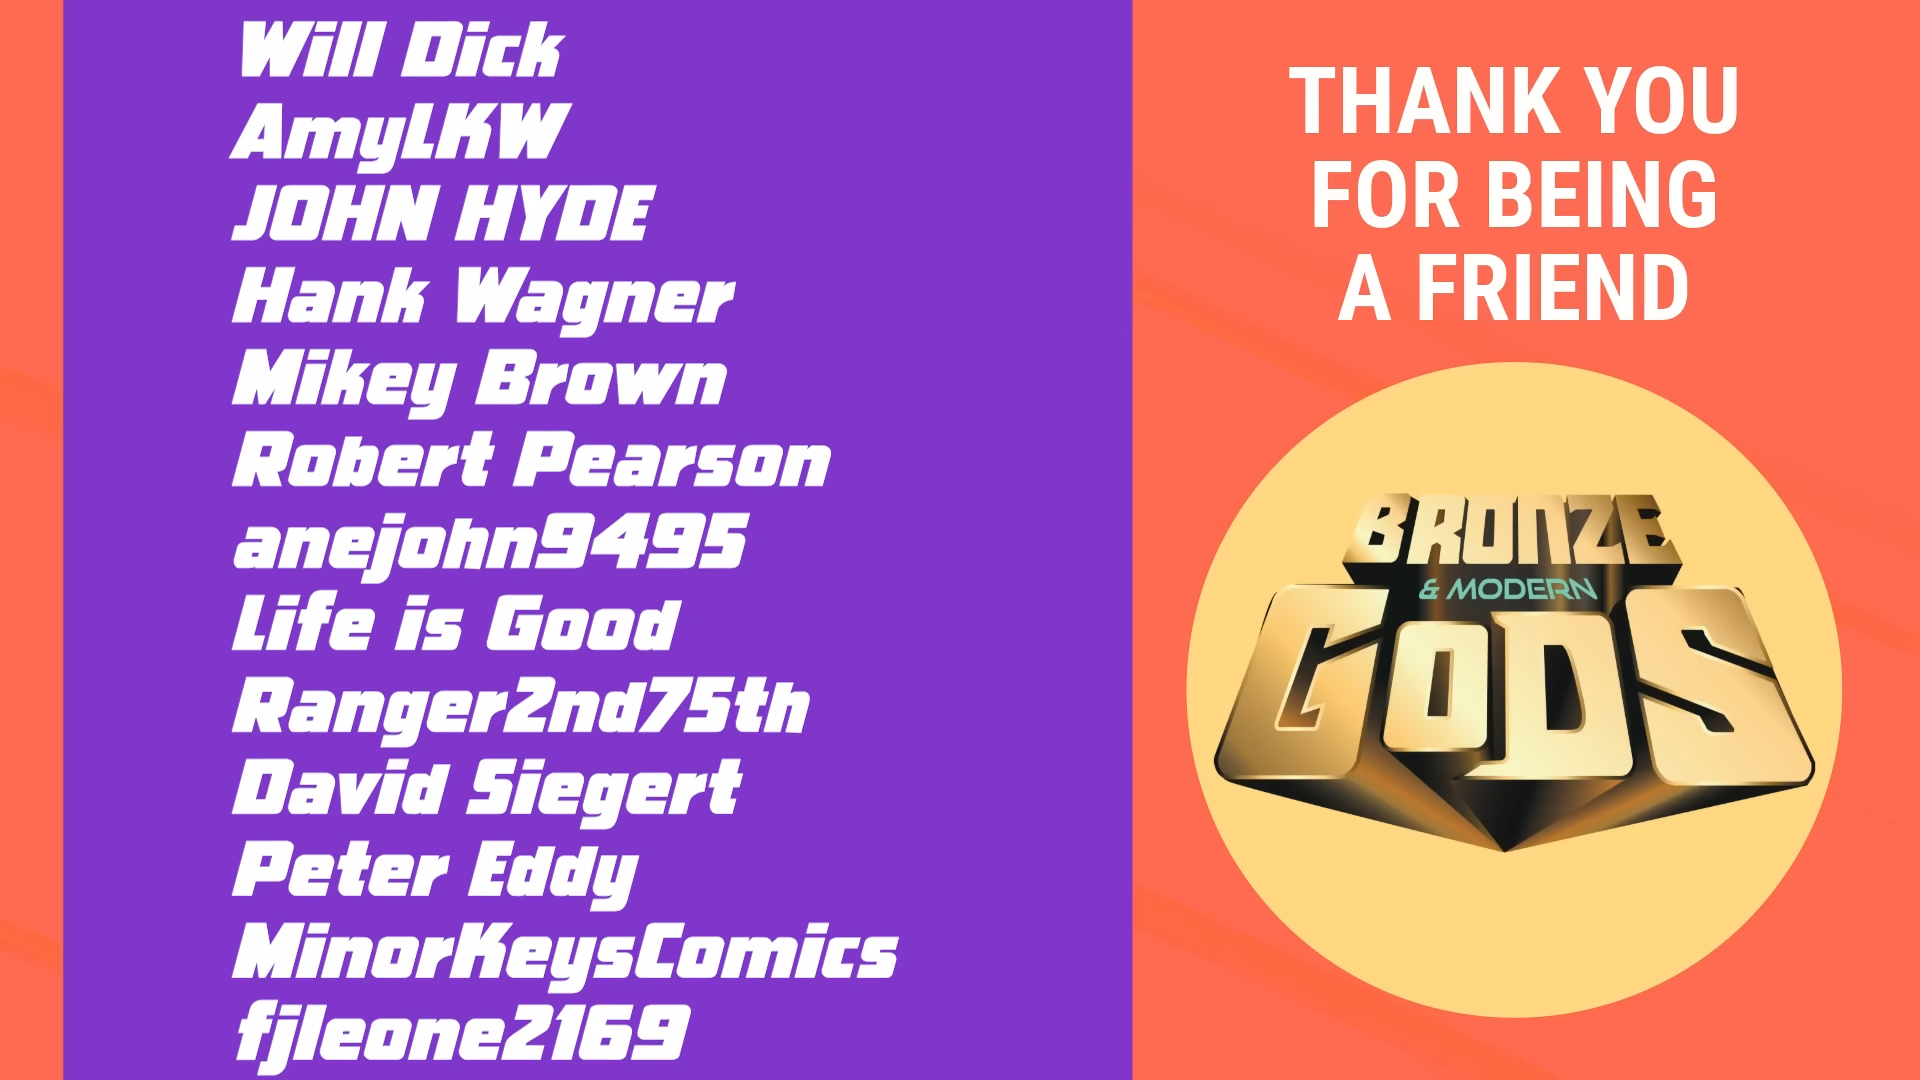 Will Dick
AmyLKW
JOHN HYDE
Hank Wagner
Mikey Brown
Robert Pearson
anejohn9495
Life is Good
Ranger2nd75th
David Siegert
Peter Eddy
MinorKeysComics
fjleone2169
THANK YOU
FOR BEING
A FRIEND
BRONZE
& MODERN
GODS